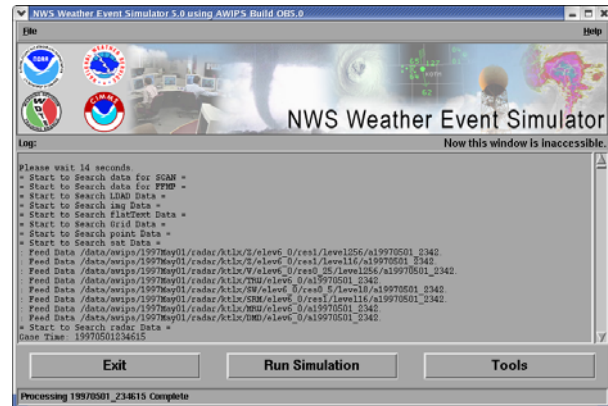 NWS Weather Event Simulator 5.0 using AWIPS Build OB5.0
File Help
NOAA
CIMMS
NWS Weather Event Simulator
Log: Now this window is inaccessible.
Please wait 14 seconds.
= Start to Search data for SCAN =
= Start to Search data for FFMP =
= Start to Search LDAD Data =
= Start to Search img Data =
= Start to Search flatText Data =
= Start to Search Grid Data =
= Start to Search point Data =
= Start to Search sat Data =
: Feed Data /data/awips/1997May01/radar/ktlx/Z/elev6_0/res1/level256/a19970501_2342.
: Feed Data /data/awips/1997May01/radar/ktlx/Z/elev6_0/res1/level16/a19970501_2342.
: Feed Data /data/awips/1997May01/radar/ktlx/V/elev6_0/res0_25/level256/a19970501_2342.
: Feed Data /data/awips/1997May01/radar/ktlx/TRU/elev6_0/a19970501_2342.
: Feed Data /data/awips/1997May01/radar/ktlx/SW/elev6_0/res0_5/level8/a19970501_2342.
: Feed Data /data/awips/1997May01/radar/ktlx/SRM/elev6_0/res1/level16/a19970501_2342.
: Feed Data /data/awips/1997May01/radar/ktlx/MRU/elev6_0/a19970501_2342.
: Feed Data /data/awips/1997May01/radar/ktlx/DMD/elev6_0/a19970501_2342.
= Start to Search radar Data =
Case Time: 19970501234615
Exit Run Simulation Tools
Processing 19970501_234615 Complete